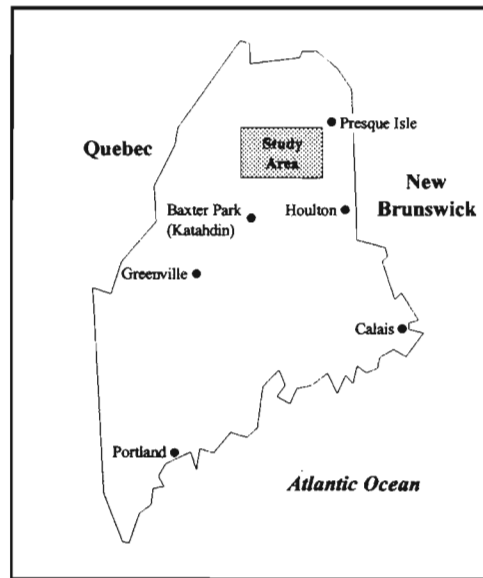 Presque Isle
Quebec
Study
Area
New
Brunswick
Baxter Park
(Katahdin)
Houlton
Greenville
Calais
Portland
Atlantic Ocean